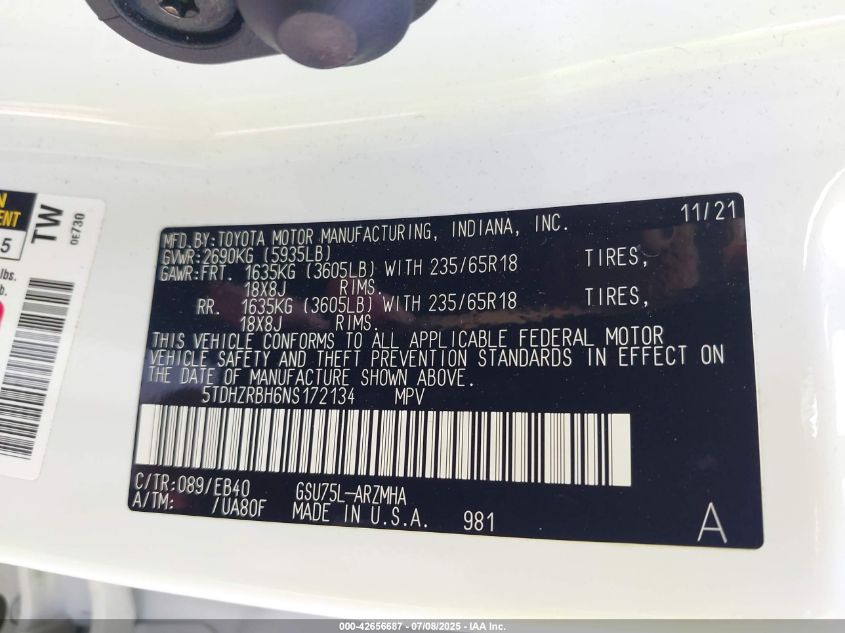 11/21
MFD. BY: TOYOTA MOTOR MANUFACTURING, INDIANA, INC.
GVWR: 2690KG (5935LB)
GAWR: FRT. 1635KG (3605LB) WITH 235/65R18 TIRES,
18X8J RIMS.
RR. 1635KG (3605LB) WITH 235/65R18 TIRES,
18X8J RIMS.
THIS VEHICLE CONFORMS TO ALL APPLICABLE FEDERAL MOTOR
VEHICLE SAFETY AND THEFT PREVENTION STANDARDS IN EFFECT ON
THE DATE OF MANUFACTURE SHOWN ABOVE.
5TDHZRBH6NS172134 MPV
C/TR: 089/EB40 GSU75L-ARZMHA
A/TM: /UA80F MADE IN U.S.A. 981 A
TW
0E730
5
lbs.
b.
000-42656687 - 07/08/2025 - IAA Inc.